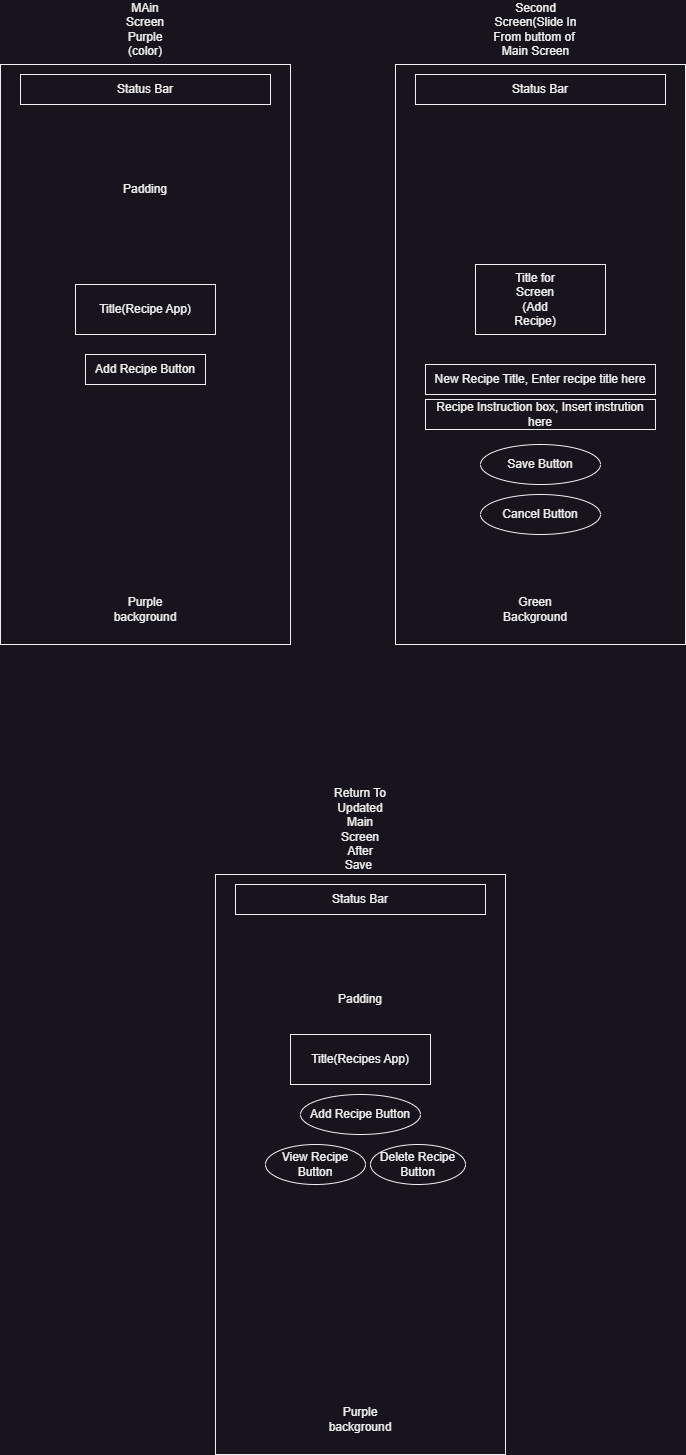 MAin
Screen
Purple
(color)
Second
Screen(Slide In
From buttom of
Main Screen
Status Bar
Status Bar
Padding
Title(Recipe App)
Add Recipe Button
Title for
Screen
(Add
Recipe)
New Recipe Title, Enter recipe title here
Recipe Instruction box, Insert instrution
here
Save Button
Cancel Button
Purple
background
Green
Background
Return To
Updated
Main
Screen
After
Save
Status Bar
Padding
Title(Recipes App)
Add Recipe Button
View Recipe
Button
Delete Recipe
Button
Purple
background